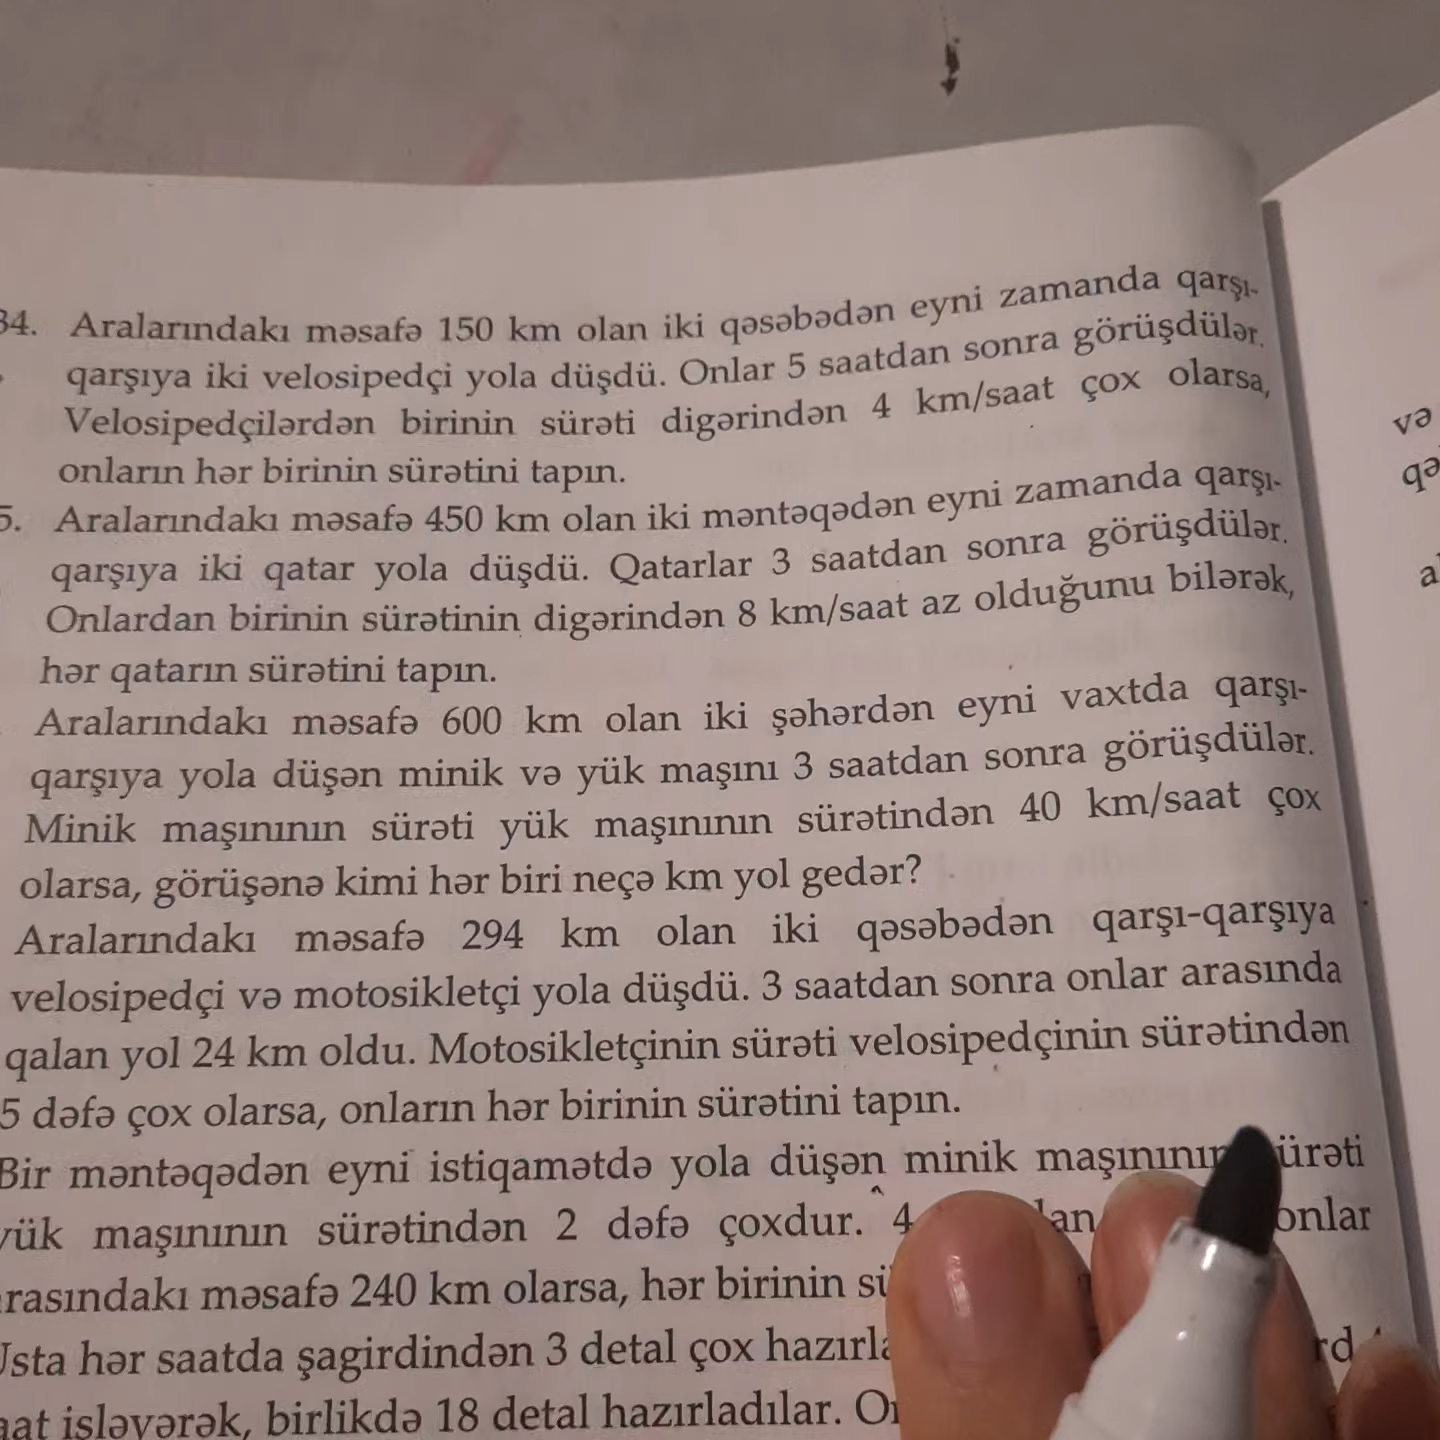 34. Aralarındakı məsafə 150 km olan iki qəsəbədən eyni zamanda qarşı-
qarşıya iki velosipedçi yola düşdü. Onlar 5 saatdan sonra görüşdülər.
Velosipedçilərdən birinin sürəti digərindən 4 km/saat çox olarsa,
onların hər birinin sürətini tapın.
5. Aralarındakı məsafə 450 km olan iki məntəqədən eyni zamanda qarşı-
qarşıya iki qatar yola düşdü. Qatarlar 3 saatdan sonra görüşdülər.
Onlardan birinin sürətinin digərindən 8 km/saat az olduğunu bilərək,
hər qatarın sürətini tapın.
Aralarındakı məsafə 600 km olan iki şəhərdən eyni vaxtda qarşı-
qarşıya yola düşən minik və yük maşını 3 saatdan sonra görüşdülər.
Minik maşınının sürəti yük maşınının sürətindən 40 km/saat çox
olarsa, görüşənə kimi hər biri neçə km yol gedər?
Aralarındakı məsafə 294 km olan iki qəsəbədən qarşı-qarşıya
velosipedçi və motosikletçi yola düşdü. 3 saatdan sonra onlar arasında
qalan yol 24 km oldu. Motosikletçinin sürəti velosipedçinin sürətindən
5 dəfə çox olarsa, onların hər birinin sürətini tapın.
Bir məntəqədən eyni istiqamətdə yola düşən minik maşınının sürəti
yük maşınının sürətindən 2 dəfə çoxdur. 4 onlar
arasındakı məsafə 240 km olarsa, hər birinin
Usta hər saatda şagirdindən 3 detal çox
işləyərək, birlikdə 18 detal hazırladılar.
və